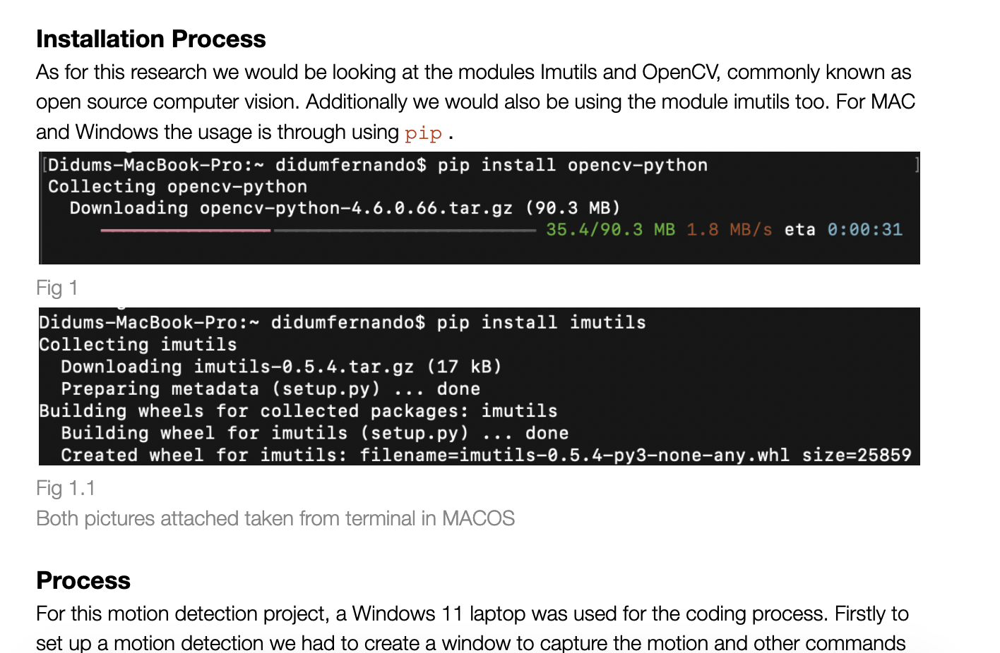 Installation Process
As for this research we would be looking at the modules Imutils and OpenCV, commonly known as
open source computer vision. Additionally we would also be using the module imutils too. For MAC
and Windows the usage is through using pip .
[Didums-MacBook-Pro:~ didumfernando$ pip install opencv-python ]
Collecting opencv-python
Downloading opencv-python-4.6.0.66.tar.gz (90.3 MB)
35.4/90.3 MB 1.8 MB/s eta 0:00:31
Fig 1
Didums-MacBook-Pro:~ didumfernando$ pip install imutils
Collecting imutils
Downloading imutils-0.5.4.tar.gz (17 kB)
Preparing metadata (setup.py) ... done
Building wheels for collected packages: imutils
Building wheel for imutils (setup.py) ... done
Created wheel for imutils: filename=imutils-0.5.4-py3-none-any.whl size=25859
Fig 1.1
Both pictures attached taken from terminal in MACOS
Process
For this motion detection project, a Windows 11 laptop was used for the coding process. Firstly to
set up a motion detection we had to create a window to capture the motion and other commands